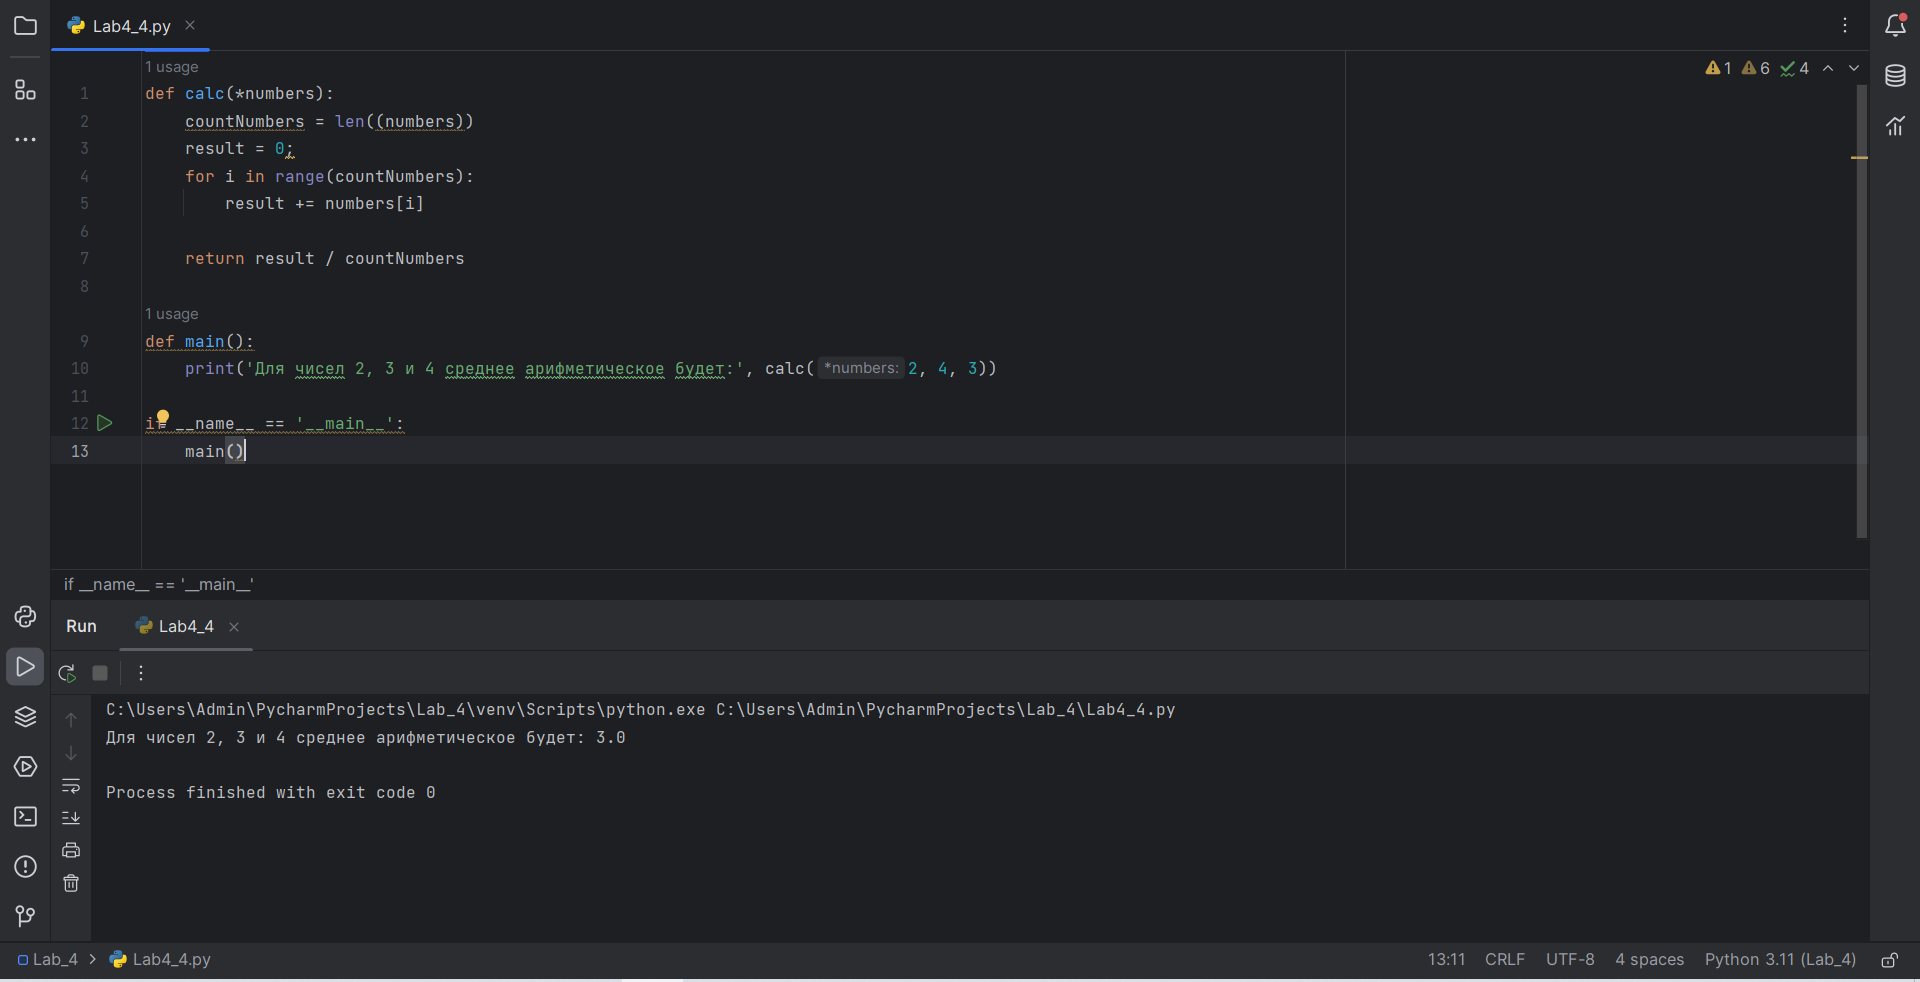 Lab4_4.py
1 usage
1 6 4
1 def calc(*numbers):
2 countNumbers = len((numbers))
3 result = 0;
4 for i in range(countNumbers):
5 result += numbers[i]
6
7 return result / countNumbers
8
1 usage
9 def main():
10 print('Для чисел 2, 3 и 4 среднее арифметическое будет:', calc(*numbers: 2, 4, 3))
11
12 if __name__ == '__main__':
13 main()
if __name__ == '__main__'
Run Lab4_4
C:\Users\Admin\PycharmProjects\Lab_4\venv\Scripts\python.exe C:\Users\Admin\PycharmProjects\Lab_4\Lab4_4.py
Для чисел 2, 3 и 4 среднее арифметическое будет: 3.0
Process finished with exit code 0
Lab_4 > Lab4_4.py 13:11 CRLF UTF-8 4 spaces Python 3.11 (Lab_4)